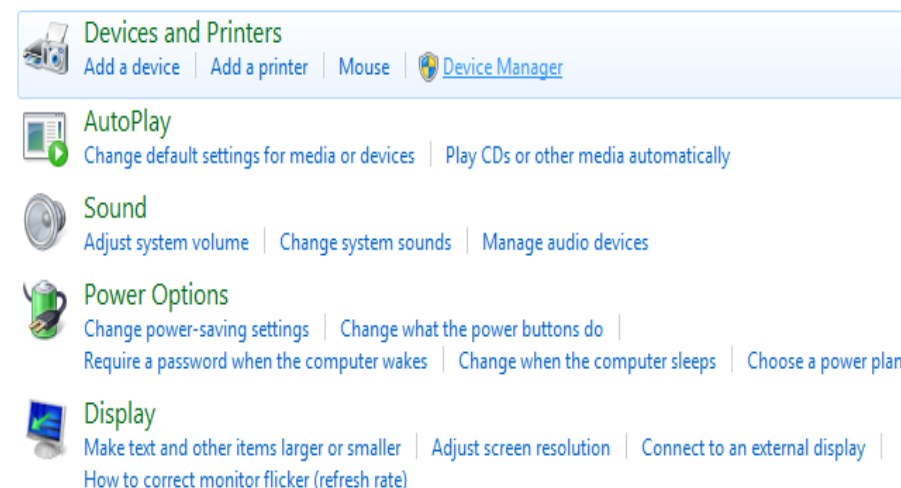 Devices and Printers
Add a device Add a printer Mouse Device Manager
AutoPlay
Change default settings for media or devices Play CDs or other media automatically
Sound
Adjust system volume Change system sounds Manage audio devices
Power Options
Change power-saving settings Change what the power buttons do
Require a password when the computer wakes Change when the computer sleeps Choose a power plan
Display
Make text and other items larger or smaller Adjust screen resolution Connect to an external display
How to correct monitor flicker (refresh rate)